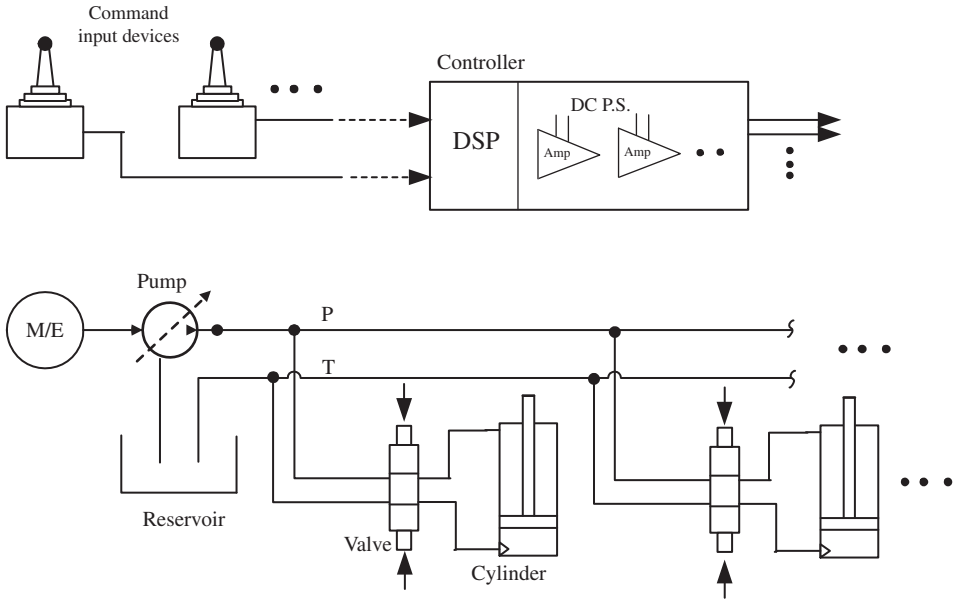 Command
input devices
Controller
DSP
DC P.S.
Amp
Amp
Pump
M/E
P
T
Reservoir
Valve
Cylinder